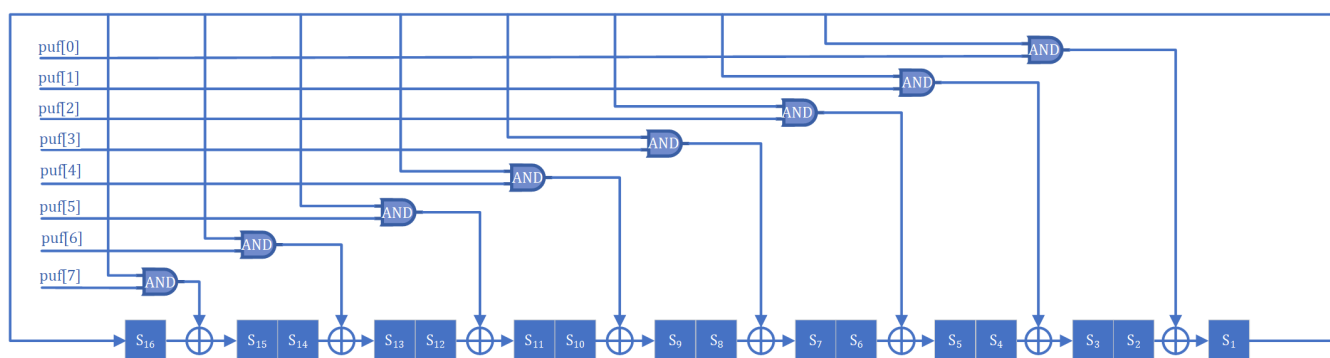 puf[0]
AND
puf[1]
AND
puf[2]
AND
puf[3]
AND
puf[4]
AND
puf[5]
AND
puf[6]
AND
puf[7]
AND
S₁₆ S₁₅ S₁₄ S₁₃ S₁₂ S₁₁ S₁₀ S₉ S₈ S₇ S₆ S₅ S₄ S₃ S₂ S₁